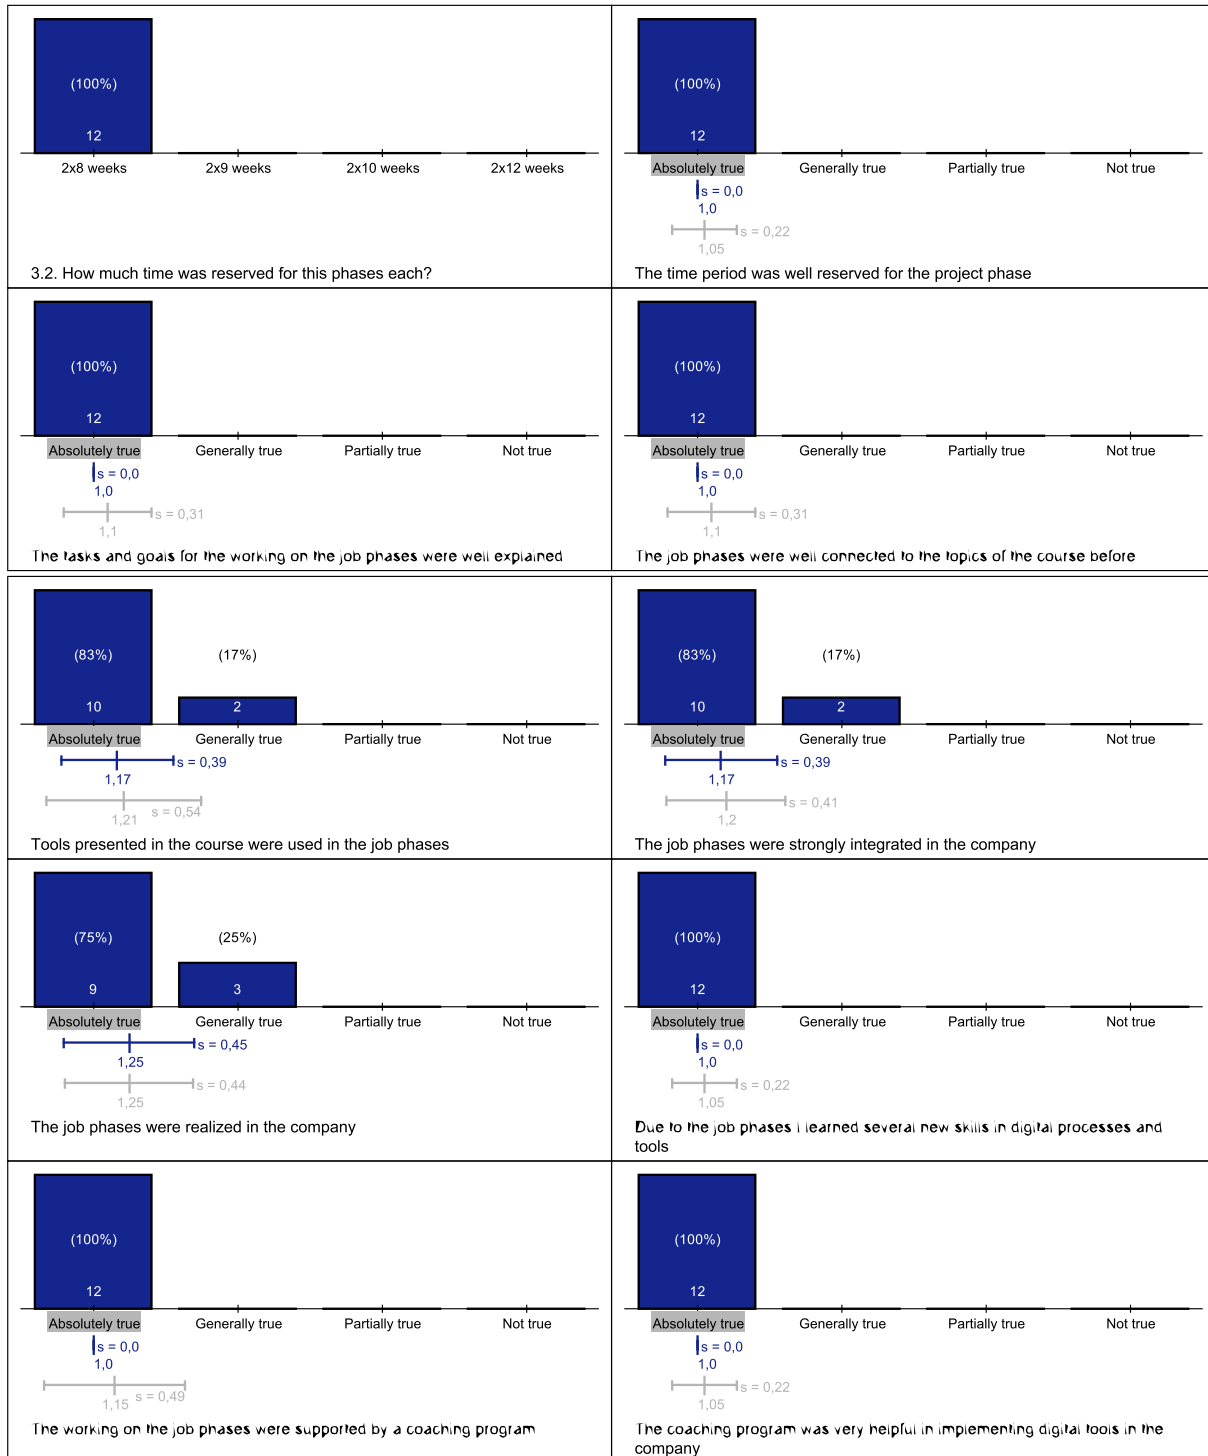 (100%)
12
2x8 weeks
2x9 weeks
2x10 weeks
2x12 weeks
3.2. How much time was reserved for this phases each?
(100%)
12
Absolutely true
Generally true
Partially true
Not true
s = 0,0
1,0
s = 0,22
1,05
The time period was well reserved for the project phase
(100%)
12
Absolutely true
Generally true
Partially true
Not true
s = 0,0
1,0
s = 0,31
1,1
The tasks and goals for the working on the job phases were well explained
(100%)
12
Absolutely true
Generally true
Partially true
Not true
s = 0,0
1,0
s = 0,31
1,1
The job phases were well connected to the topics of the course before
(83%)
(17%)
10
2
Absolutely true
Generally true
Partially true
Not true
s = 0,39
1,17
s = 0,54
1,21
Tools presented in the course were used in the job phases
(83%)
(17%)
10
2
Absolutely true
Generally true
Partially true
Not true
s = 0,39
1,17
s = 0,41
1,2
The job phases were strongly integrated in the company
(75%)
(25%)
9
3
Absolutely true
Generally true
Partially true
Not true
s = 0,45
1,25
s = 0,44
1,25
The job phases were realized in the company
(100%)
12
Absolutely true
Generally true
Partially true
Not true
s = 0,0
1,0
s = 0,22
1,05
Due to the job phases I learned several new skills in digital processes and
tools
(100%)
12
Absolutely true
Generally true
Partially true
Not true
s = 0,0
1,0
s = 0,49
1,15
The working on the job phases were supported by a coaching program
(100%)
12
Absolutely true
Generally true
Partially true
Not true
s = 0,0
1,0
s = 0,22
1,05
The coaching program was very helpful in implementing digital tools in the
company